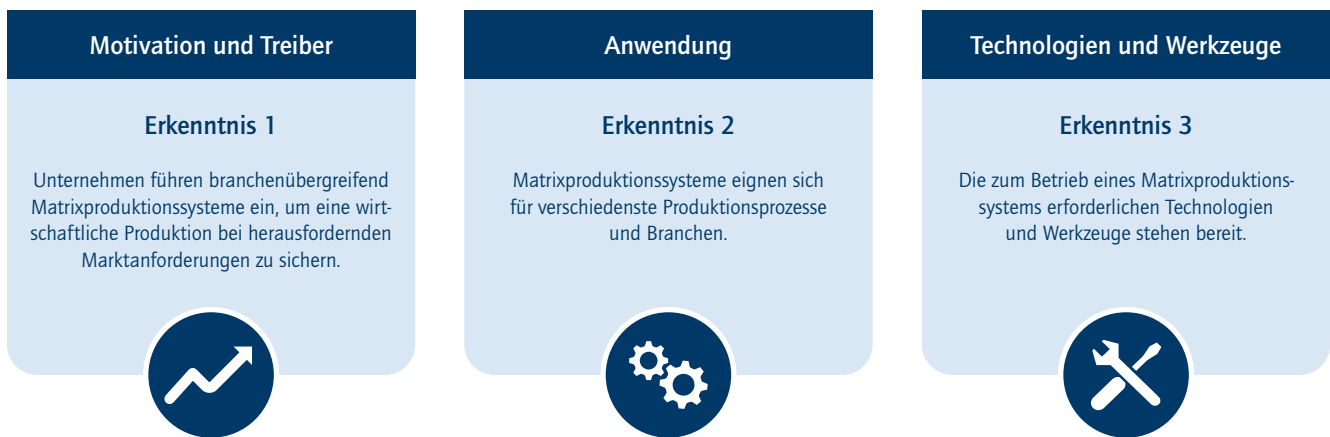 Motivation und Treiber
Erkenntnis 1
Unternehmen führen branchenübergreifend
Matrixproduktionssysteme ein, um eine wirt-
schaftliche Produktion bei herausfordernden
Marktanforderungen zu sichern.
Anwendung
Erkenntnis 2
Matrixproduktionssysteme eignen sich
für verschiedenste Produktionsprozesse
und Branchen.
Technologien und Werkzeuge
Erkenntnis 3
Die zum Betrieb eines Matrixproduktions-
systems erforderlichen Technologien
und Werkzeuge stehen bereit.